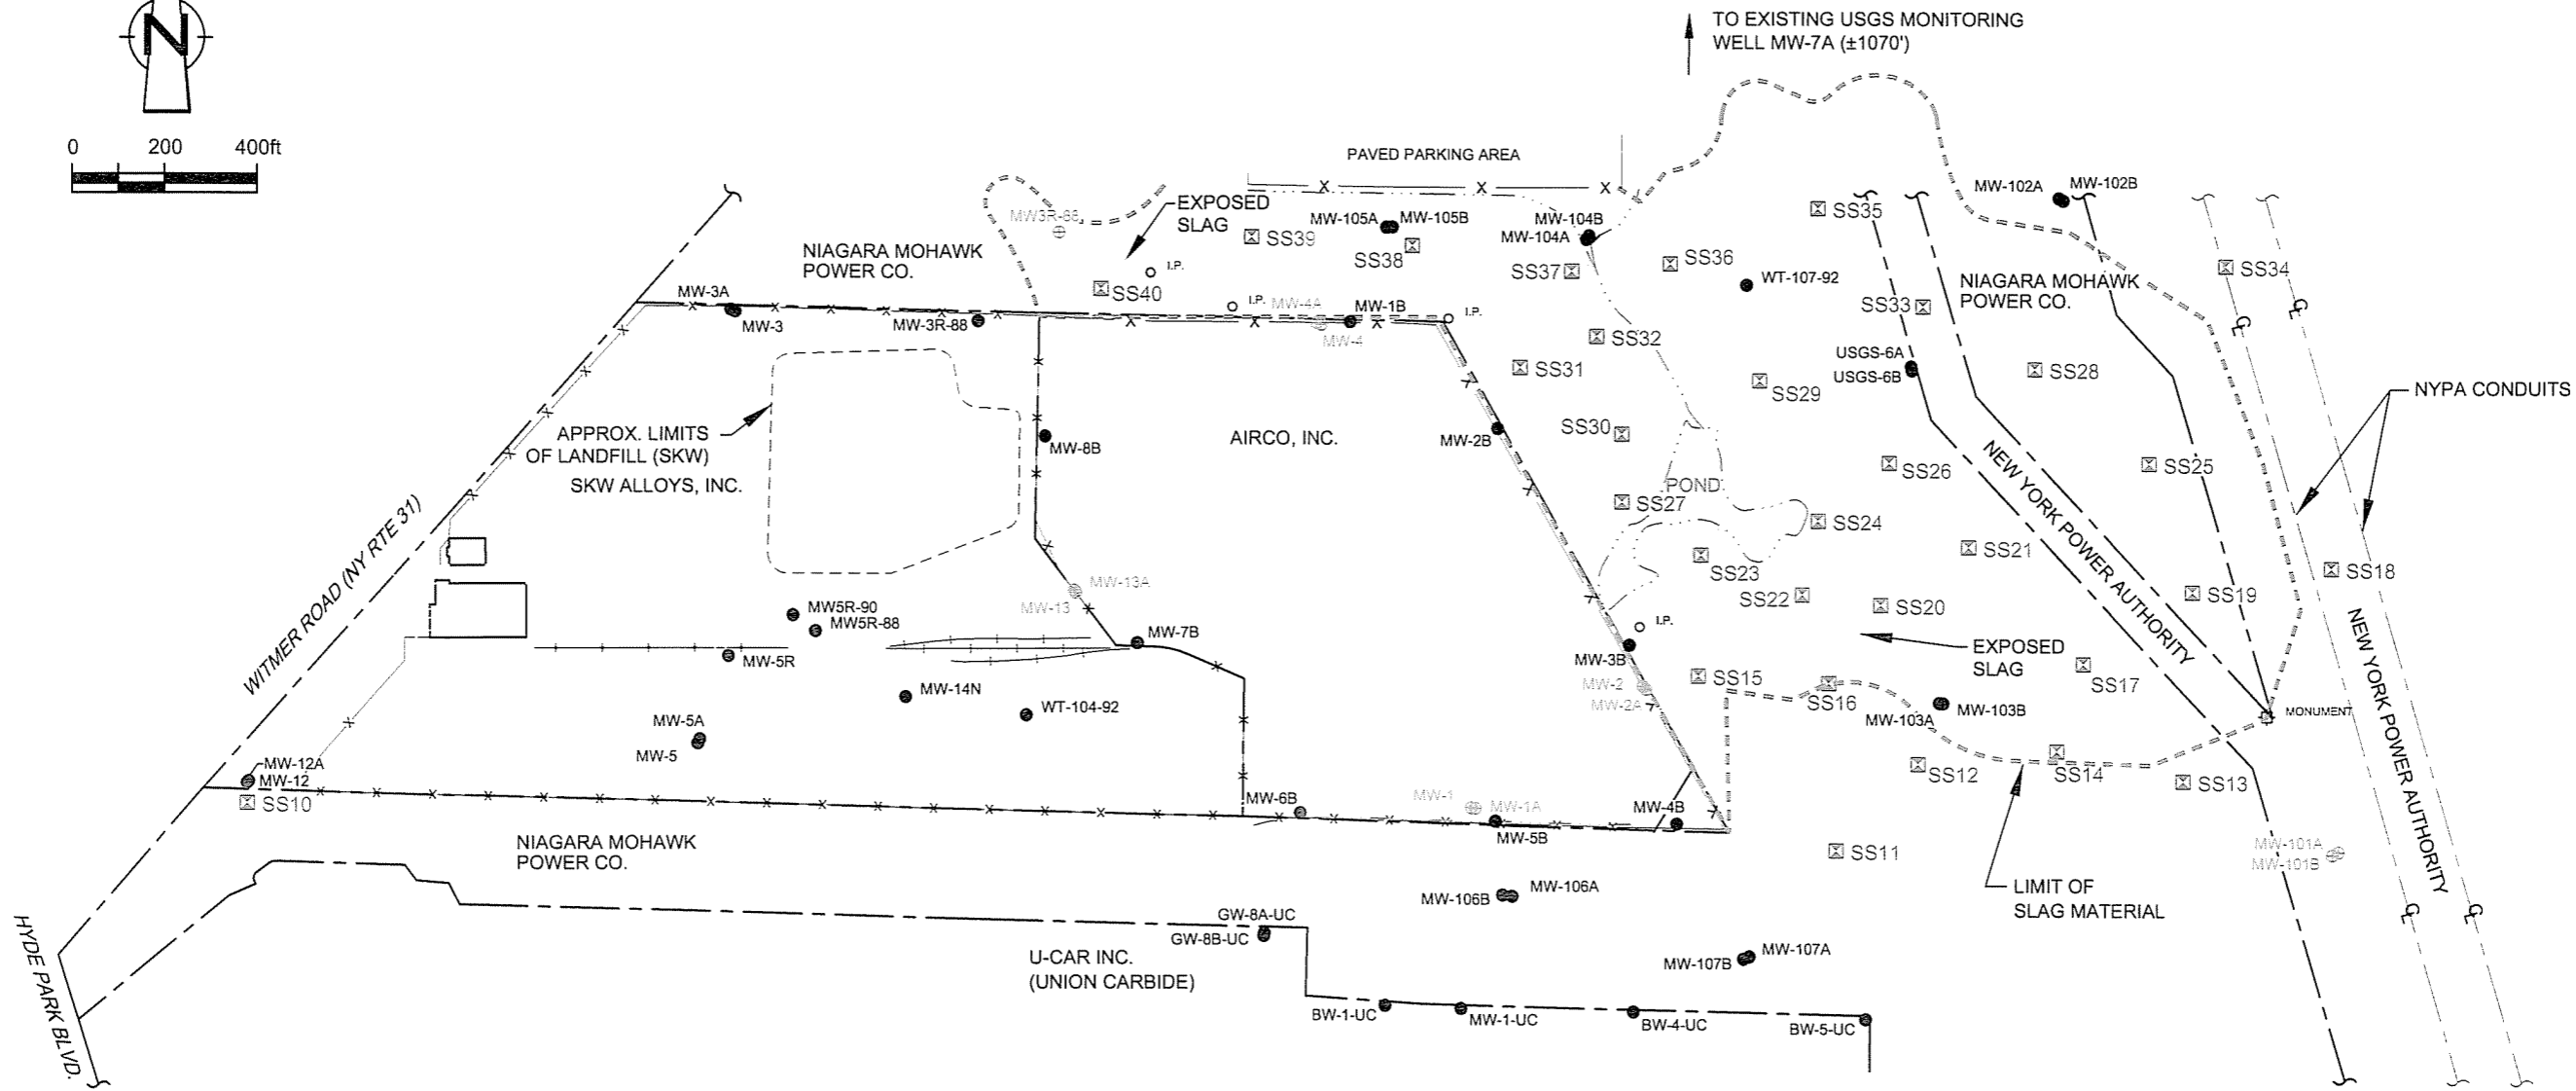 N
0 200 400ft
TO EXISTING USGS MONITORING
WELL MW-7A (±1070')
PAVED PARKING AREA
EXPOSED
SLAG
MW3R-88
NIAGARA MOHAWK
POWER CO.
MW-105A
MW-105B
MW-104B
MW-104A
MW-102A
MW-102B
SS35
SS39
SS38
SS37
SS36
WT-107-92
SS34
NIAGARA MOHAWK
POWER CO.
SS33
I.P.
SS40
MW-3A
MW-3
MW-3R-88
I.P.
MW-4A
MW-4
MW-1B
I.P.
SS32
SS31
SS29
USGS-6A
USGS-6B
SS28
NYPA CONDUITS
APPROX. LIMITS
OF LANDFILL (SKW)
SKW ALLOYS, INC.
MW-8B
AIRCO, INC.
MW-2B
SS30
SS26
SS25
POND
SS27
SS24
SS21
SS23
SS22
SS20
SS19
SS18
NEW YORK POWER AUTHORITY
NEW YORK POWER AUTHORITY
WITMER ROAD (NY RTE 31)
MW-13A
MW-13
MW5R-90
MW5R-88
MW-5R
MW-7B
I.P.
MW-3B
MW-2
MW-2A
EXPOSED
SLAG
SS15
SS16
SS17
MW-14N
WT-104-92
MW-5A
MW-5
MW-103A
MW-103B
MONUMENT
MW-12A
MW-12
SS10
SS12
SS14
SS13
MW-6B
MW-1
MW-1A
MW-5B
MW-4B
NIAGARA MOHAWK
POWER CO.
SS11
MW-101A
MW-101B
LIMIT OF
SLAG MATERIAL
MW-106B
MW-106A
GW-8A-UC
GW-8B-UC
U-CAR INC.
(UNION CARBIDE)
MW-107B
MW-107A
HYDE PARK BLVD.
BW-1-UC
MW-1-UC
BW-4-UC
BW-5-UC